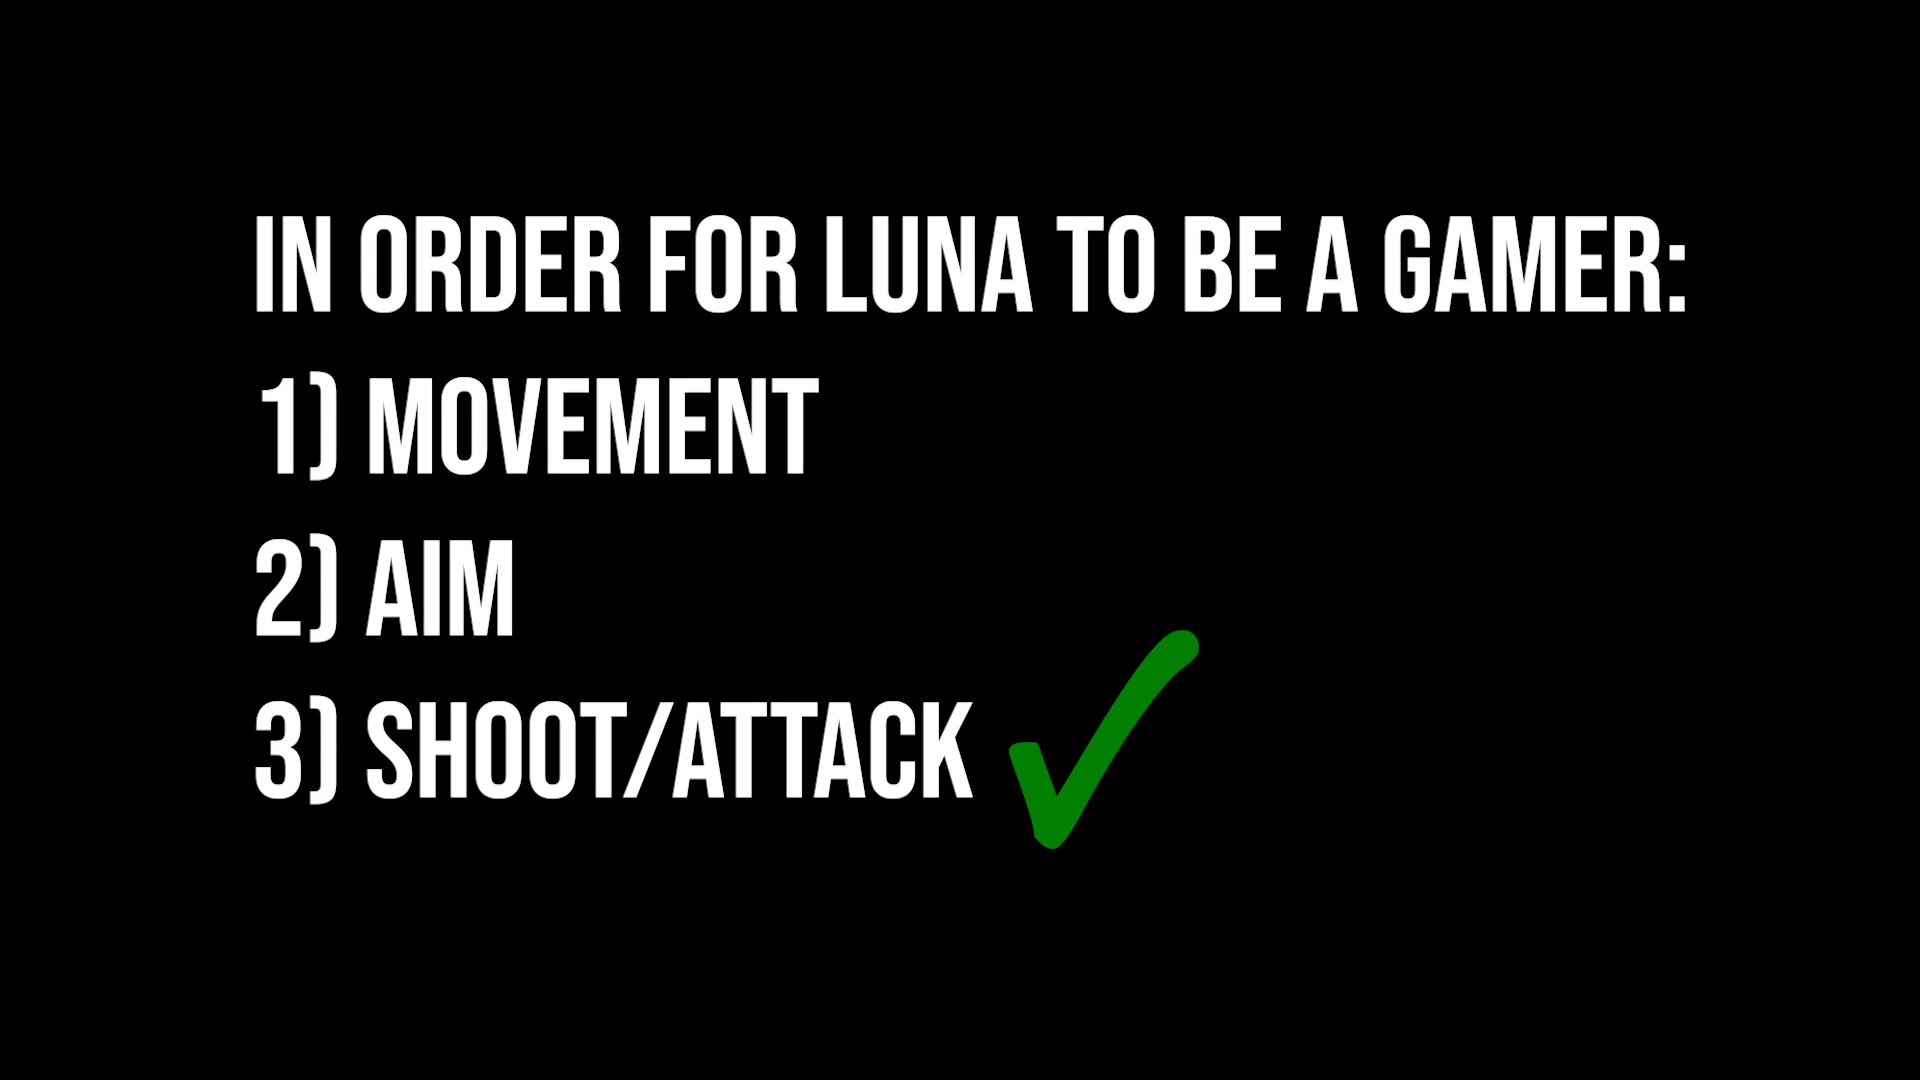 IN ORDER FOR LUNA TO BE A GAMER:
1) MOVEMENT
2) AIM
3) SHOOT/ATTACK